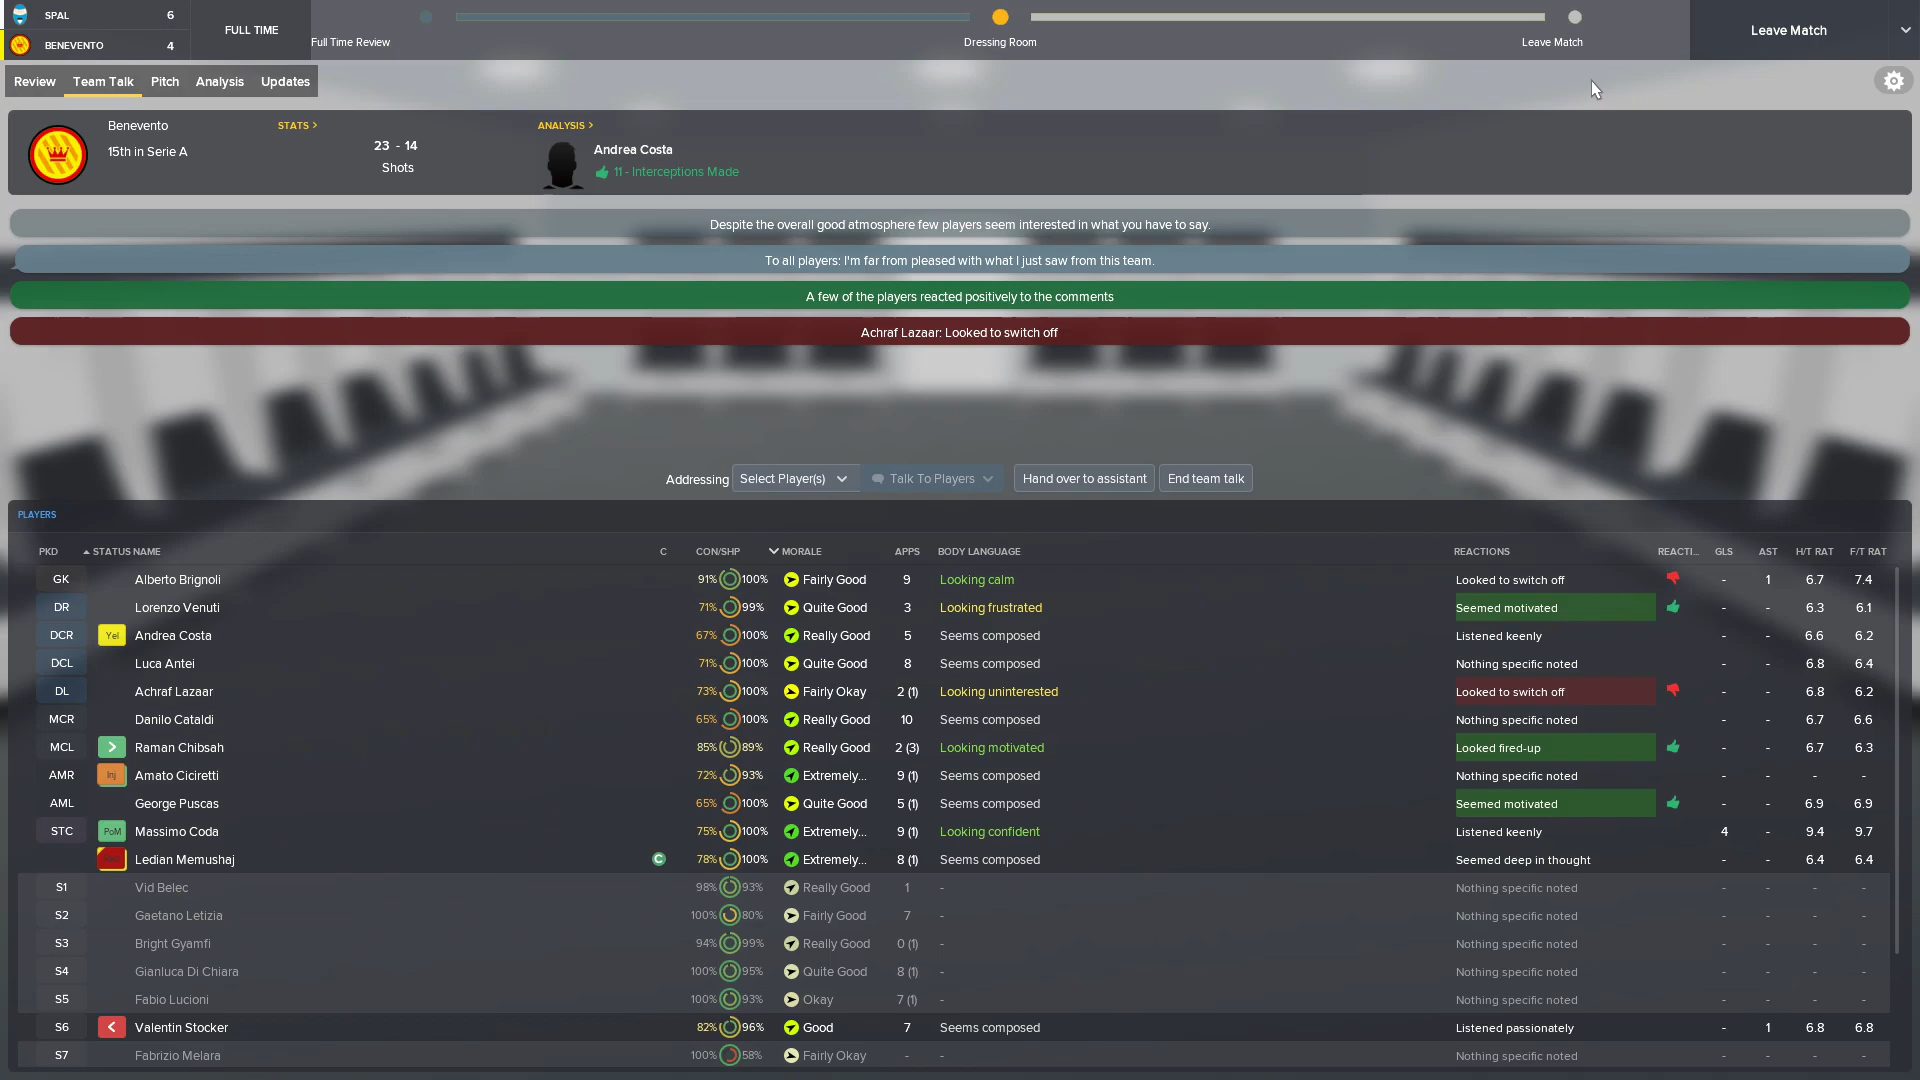 SPAL 6
BENEVENTO 4
FULL TIME
Full Time Review
Dressing Room
Leave Match
Leave Match
Review Team Talk Pitch Analysis Updates
Benevento
15th in Serie A
STATS >
23 - 14
Shots
ANALYSIS >
Andrea Costa
11 - Interceptions Made
Despite the overall good atmosphere few players seem interested in what you have to say.
To all players: I'm far from pleased with what I just saw from this team.
A few of the players reacted positively to the comments
Achraf Lazaar: Looked to switch off
Addressing Select Player(s) Talk To Players Hand over to assistant End team talk
PLAYERS
PKD STATUS NAME C CON/SHP MORALE APPS BODY LANGUAGE REACTIONS REACTI... GLS AST H/T RAT F/T RAT
GK Alberto Brignoli 91% 100% Fairly Good 9 Looking calm Looked to switch off - 1 6.7 7.4
DR Lorenzo Venuti 71% 99% Quite Good 3 Looking frustrated Seemed motivated - - 6.3 6.1
DCR Yel Andrea Costa 67% 100% Really Good 5 Seems composed Listened keenly - - 6.6 6.2
DCL Luca Antei 71% 100% Quite Good 8 Seems composed Nothing specific noted - - 6.8 6.4
DL Achraf Lazaar 73% 100% Fairly Okay 2 (1) Looking uninterested Looked to switch off - - 6.8 6.2
MCR Danilo Cataldi 65% 100% Really Good 10 Seems composed Nothing specific noted - - 6.7 6.6
MCL Raman Chibsah 85% 89% Really Good 2 (3) Looking motivated Looked fired-up - - 6.7 6.3
AMR Inj Amato Ciciretti 72% 93% Extremely... 9 (1) Seems composed Nothing specific noted - - - -
AML George Puscas 65% 100% Quite Good 5 (1) Seems composed Seemed motivated - - 6.9 6.9
STC PoM Massimo Coda 75% 100% Extremely... 9 (1) Looking confident Listened keenly 4 - 9.4 9.7
Ledian Memushaj C 78% 100% Extremely... 8 (1) Seems composed Seemed deep in thought - - 6.4 6.4
S1 Vid Belec 98% 93% Really Good 1 - Nothing specific noted - - - -
S2 Gaetano Letizia 100% 80% Fairly Good 7 - Nothing specific noted - - - -
S3 Bright Gyamfi 94% 99% Really Good 0 (1) - Nothing specific noted - - - -
S4 Gianluca Di Chiara 100% 95% Quite Good 8 (1) - Nothing specific noted - - - -
S5 Fabio Lucioni 100% 93% Okay 7 (1) - Nothing specific noted - - - -
S6 Valentin Stocker 82% 96% Good 7 Seems composed Listened passionately - 1 6.8 6.8
S7 Fabrizio Melara 100% 58% Fairly Okay - - Nothing specific noted - - - -